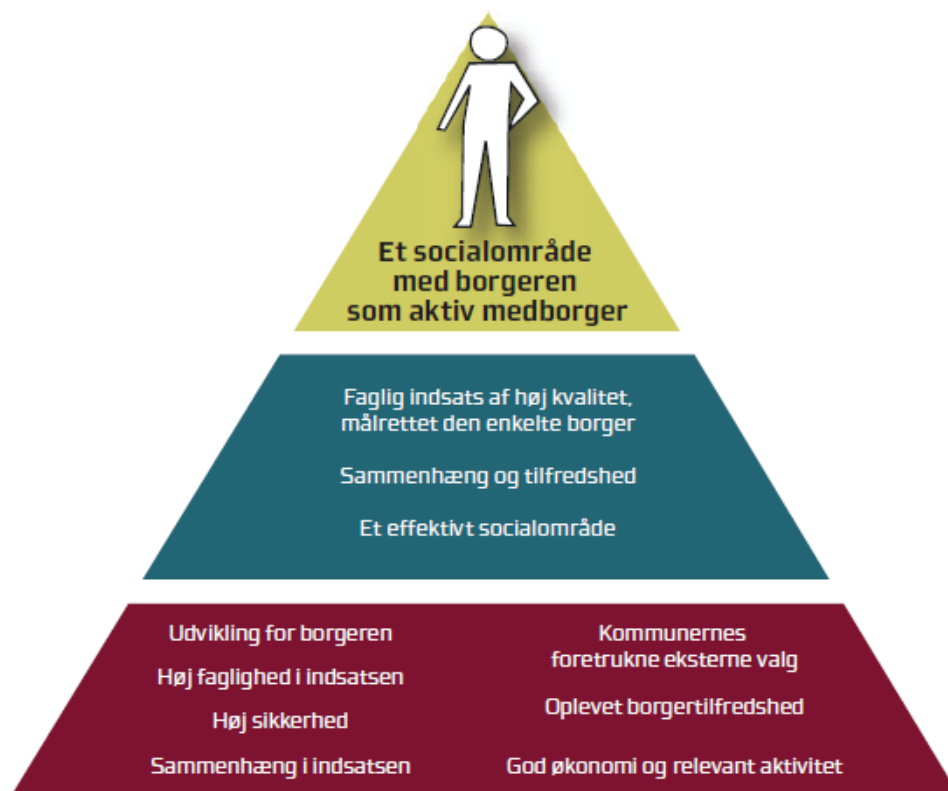 Et socialområde
med borgeren
som aktiv medborger
Faglig indsats af høj kvalitet,
målrettet den enkelte borger
Sammenhæng og tilfredshed
Et effektivt socialområde
Udvikling for borgeren
Høj faglighed i indsatsen
Høj sikkerhed
Sammenhæng i indsatsen
Kommunernes
foretrukne eksterne valg
Oplevet borgertilfredshed
God økonomi og relevant aktivitet